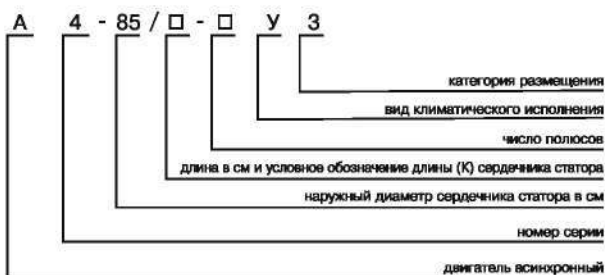 А 4 - 85 / □ - □ У 3
категория размещения
вид климатического исполнения
число полюсов
длина в см и условное обозначение длины (К) сердечника статора
наружный диаметр сердечника статора в см
номер серии
двигатель асинхронный